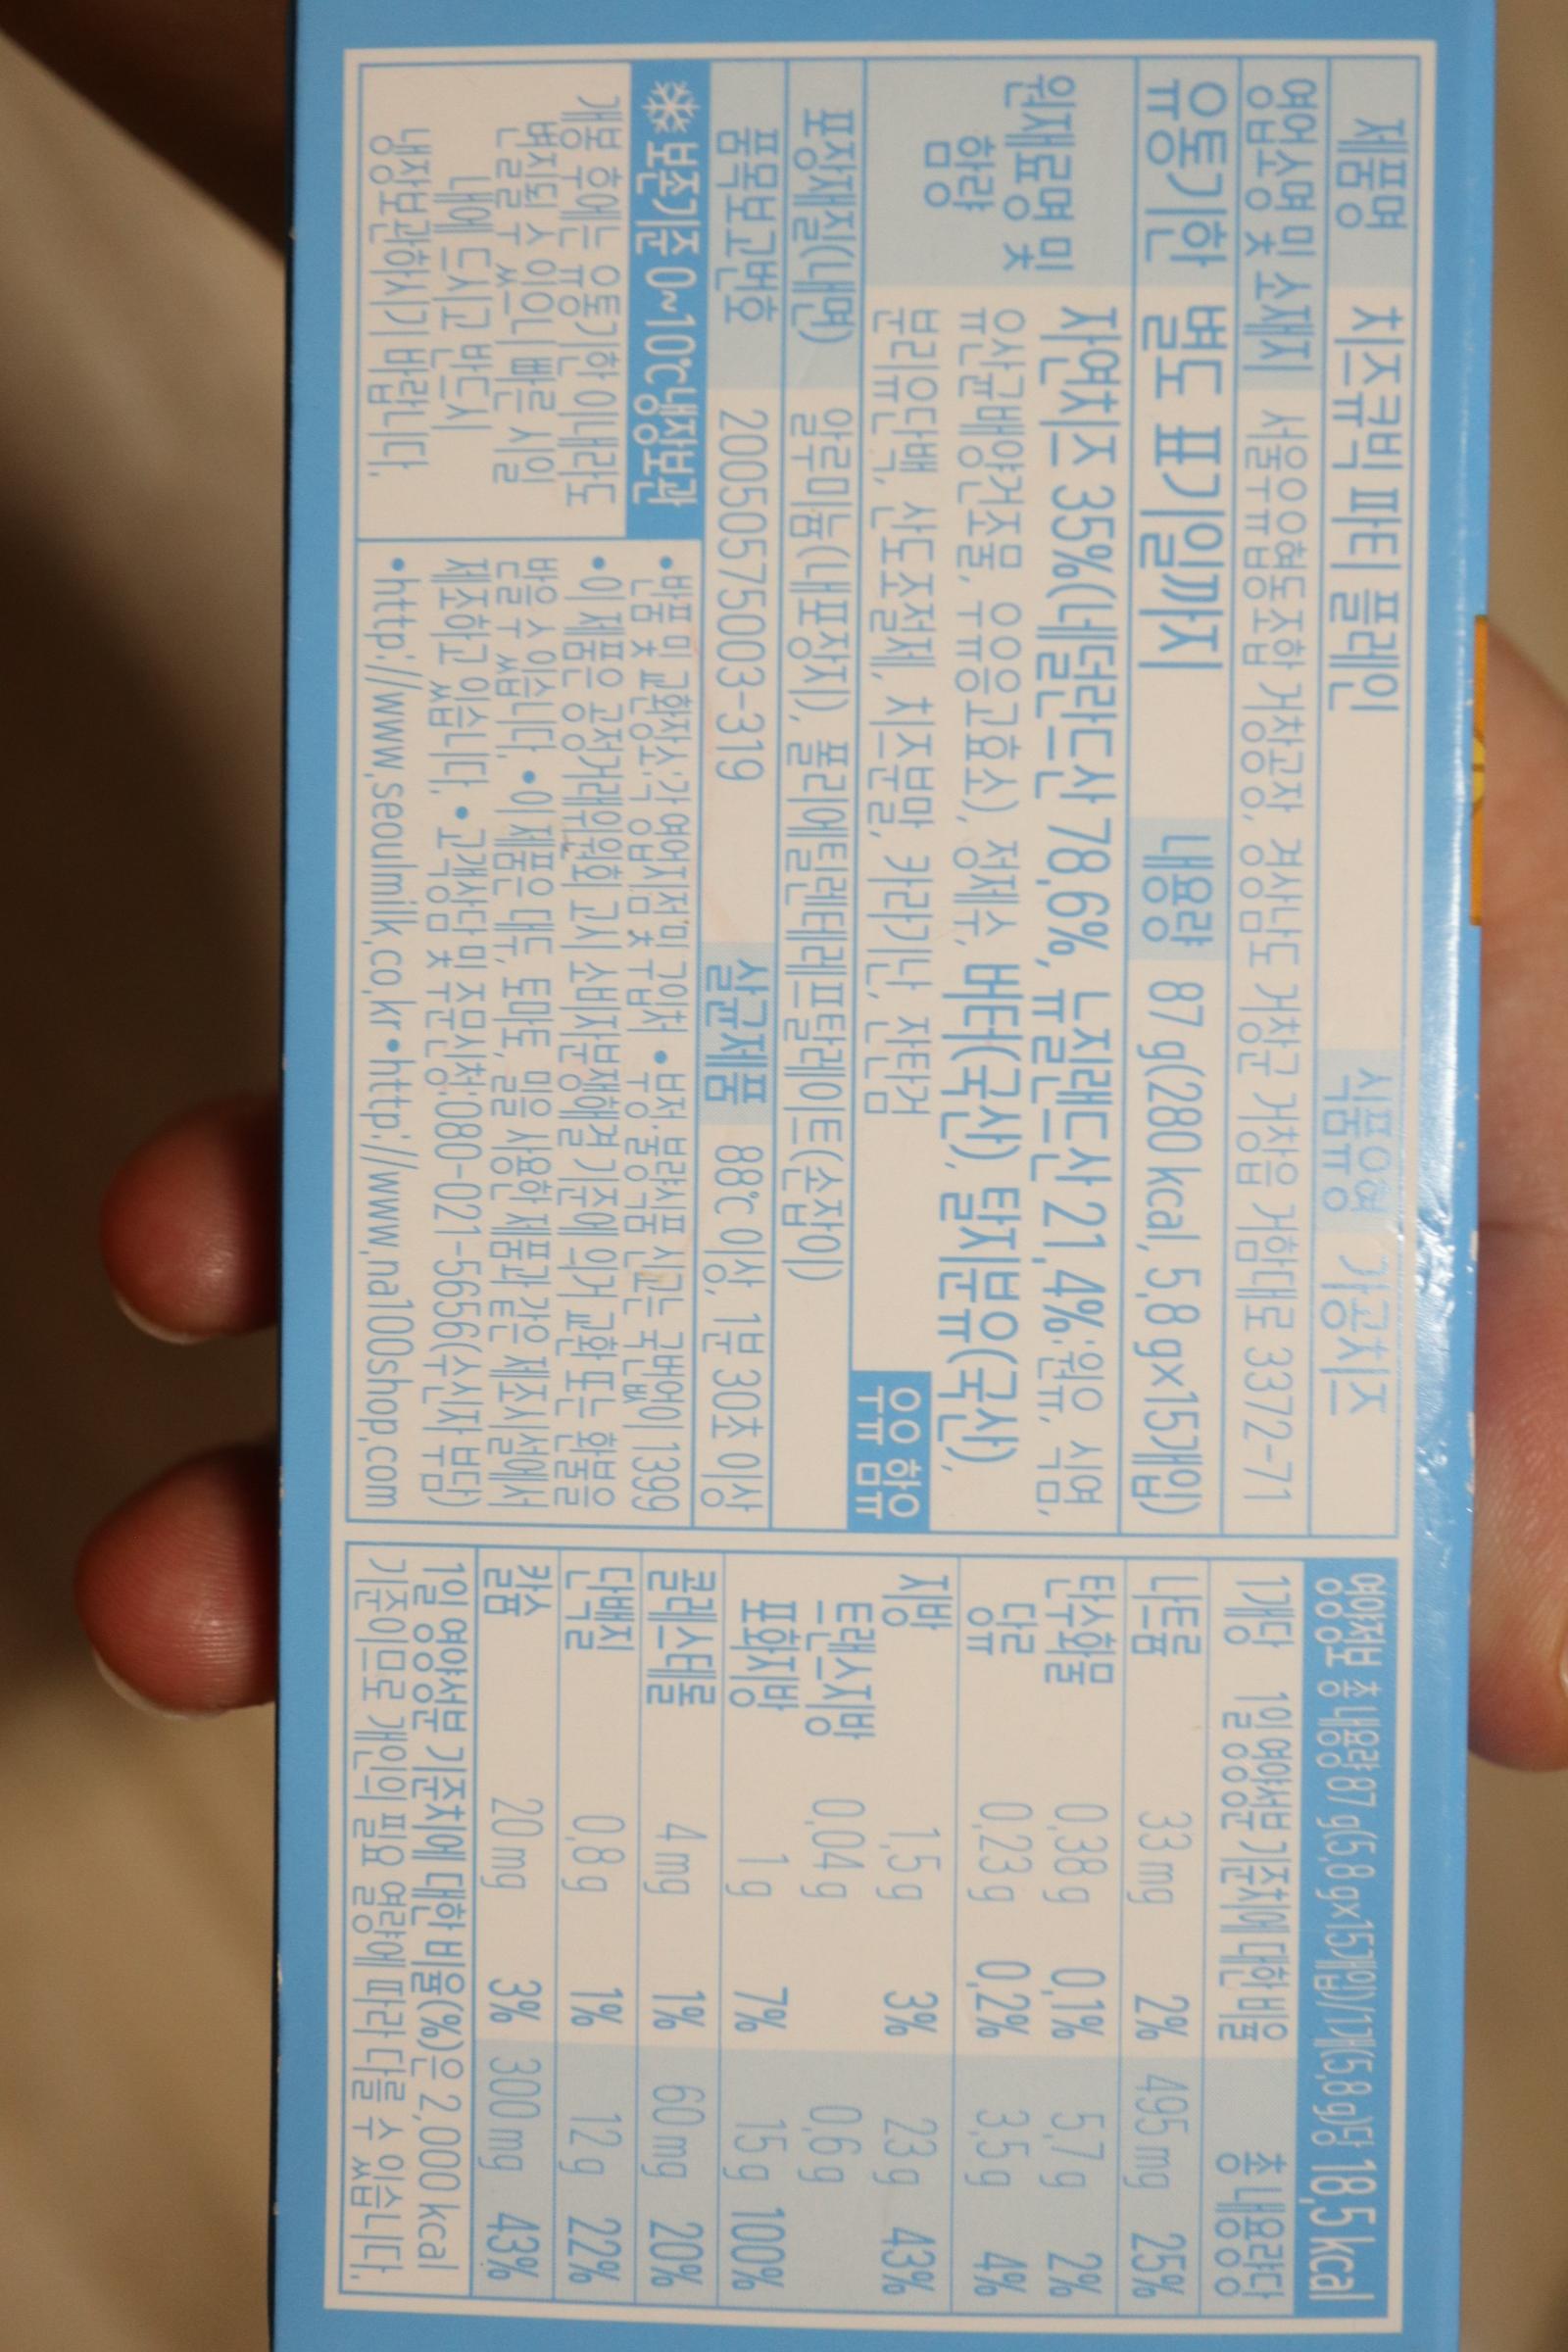 제품명 치즈큐빅 파티 플레인 식품유형 가공치즈
영업소명 및 소재지 서울우유협동조합 거창공장 경상남도 거창군 거창읍 거함대로 3372-71
유통기한 별도 표기일까지 내용량 87 g(280 kcal, 5.8 g×15개입)
원재료명 및 함량 자연치즈 35%(네덜란드산 78.6%, 뉴질랜드산 21.4%:원유, 식염,
유산균배양건조물, 우유응고효소), 정제수, 버터(국산), 탈지분유(국산),
분리유단백, 산도조절제, 치즈분말, 카라기난, 잔탄검
우유 함유
포장재질(내면) 알루미늄(내포장지), 폴리에틸렌테레프탈레이트(손잡이)
품목보고번호 20050575003-319 살균제품 88℃ 이상, 1분 30초 이상
보존기준 0~10℃냉장보관
개봉 후에는 유통기한 이내라도
변질될 수 있으니 빠른 시일
내에 드시고 반드시
냉장보관하시기 바랍니다.
•반품 및 교환장소:각 영업점 및 구입처 •부정·불량식품 신고는 국번없이 1399
•이 제품은 공정거래위원회 고시 소비자분쟁해결 기준에 의거 교환 또는 환불을
받을 수 있습니다. •이 제품은 대두, 토마토, 밀을 사용한 제품과 같은 제조시설에서
제조하고 있습니다. •고객상담 및 주문신청:080-021-5656(수신자 부담)
•http://www.seoulmilk.co.kr •http://www.na100shop.com
영양정보 총 내용량 87 g(5.8 g×15개입)/1개(5.8 g)당 18.5 kcal
1개당 1일 영양성분 기준치에 대한 비율 총 내용량당
나트륨 33 mg 2% 495 mg 25%
탄수화물 0.38 g 0.1% 5.7 g 2%
당류 0.23 g 0.2% 3.5 g 4%
지방 1.5 g 3% 23 g 43%
트랜스지방 0.04 g 0.6 g
포화지방 1 g 7% 15 g 100%
콜레스테롤 4 mg 1% 60 mg 20%
단백질 0.8 g 1% 12 g 22%
칼슘 20 mg 3% 300 mg 43%
1일 영양성분 기준치에 대한 비율(%)은 2,000 kcal
기준이므로 개인의 필요 열량에 따라 다를 수 있습니다.